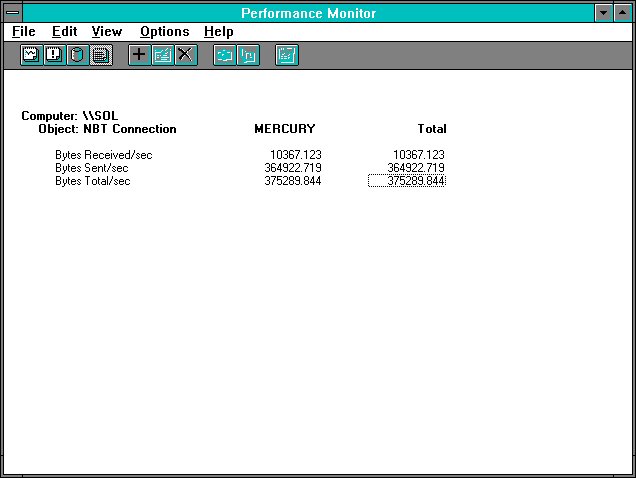 Performance Monitor
File Edit View Options Help
Computer: \\SOL
Object: NBT Connection MERCURY Total
Bytes Received/sec 10367.123 10367.123
Bytes Sent/sec 364922.719 364922.719
Bytes Total/sec 375289.844 375289.844